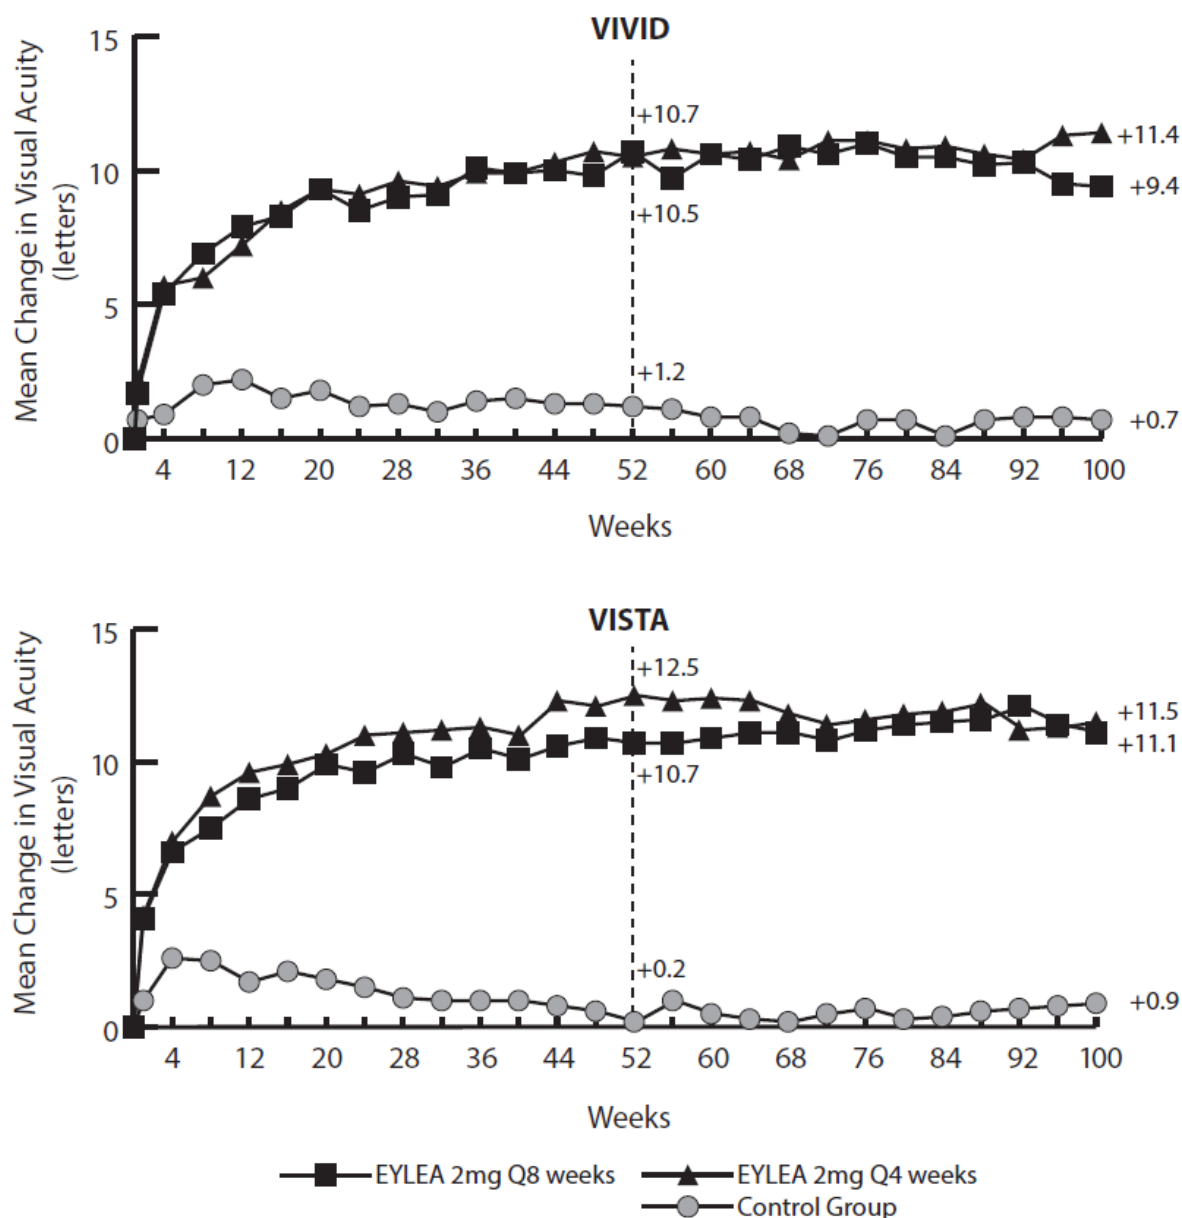 VIVID
Mean Change in Visual Acuity
(letters)
15
10
5
0
+10.7
+10.5
+1.2
+11.4
+9.4
+0.7
4 12 20 28 36 44 52 60 68 76 84 92 100
Weeks
VISTA
Mean Change in Visual Acuity
(letters)
15
10
5
0
+12.5
+10.7
+0.2
+11.5
+11.1
+0.9
4 12 20 28 36 44 52 60 68 76 84 92 100
Weeks
EYLEA 2mg Q8 weeks
EYLEA 2mg Q4 weeks
Control Group